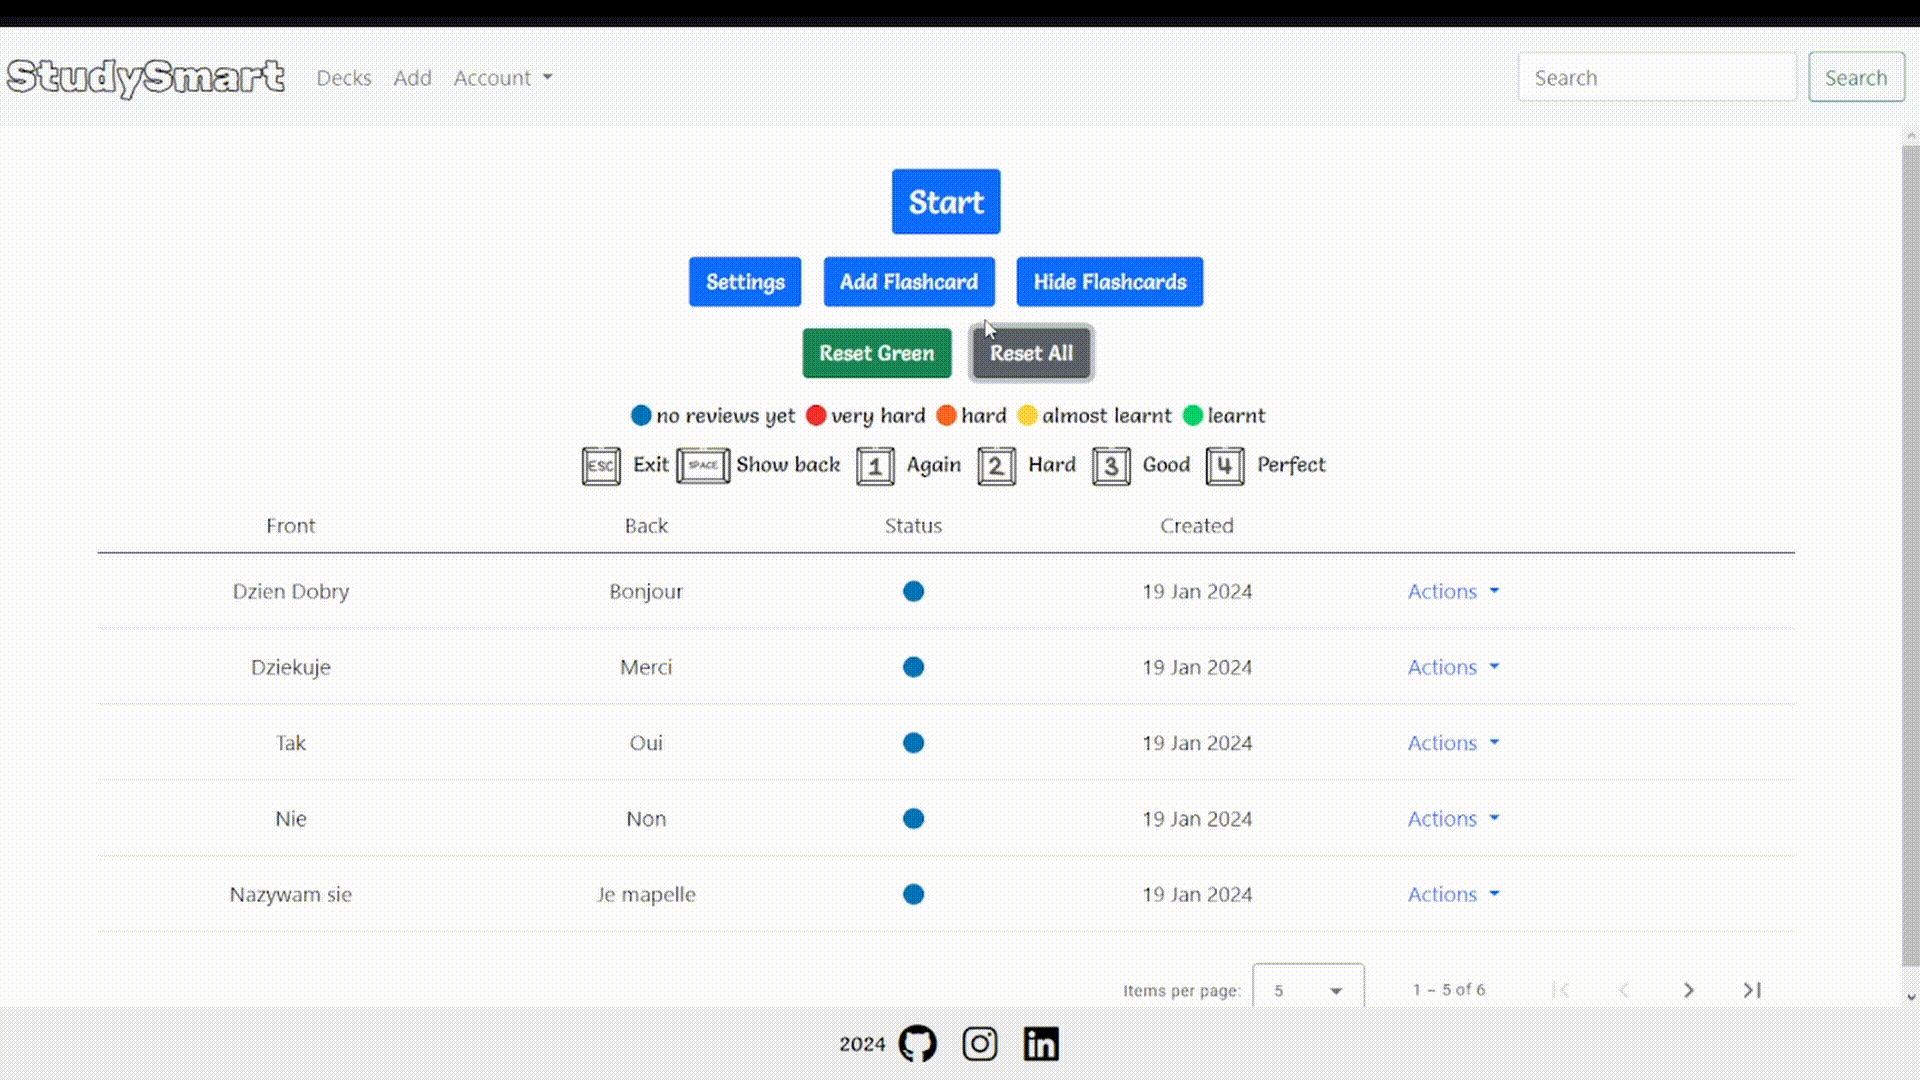 StudySmart Decks Add Account Search Search
Start
Settings Add Flashcard Hide Flashcards
Reset Green Reset All
no reviews yet very hard hard almost learnt learnt
ESC Exit SPACE Show back 1 Again 2 Hard 3 Good 4 Perfect
Front Back Status Created
Dzien Dobry Bonjour 19 Jan 2024 Actions
Dziekuje Merci 19 Jan 2024 Actions
Tak Oui 19 Jan 2024 Actions
Nie Non 19 Jan 2024 Actions
Nazywam sie Je mapelle 19 Jan 2024 Actions
Items per page: 5 1 – 5 of 6
2024 in